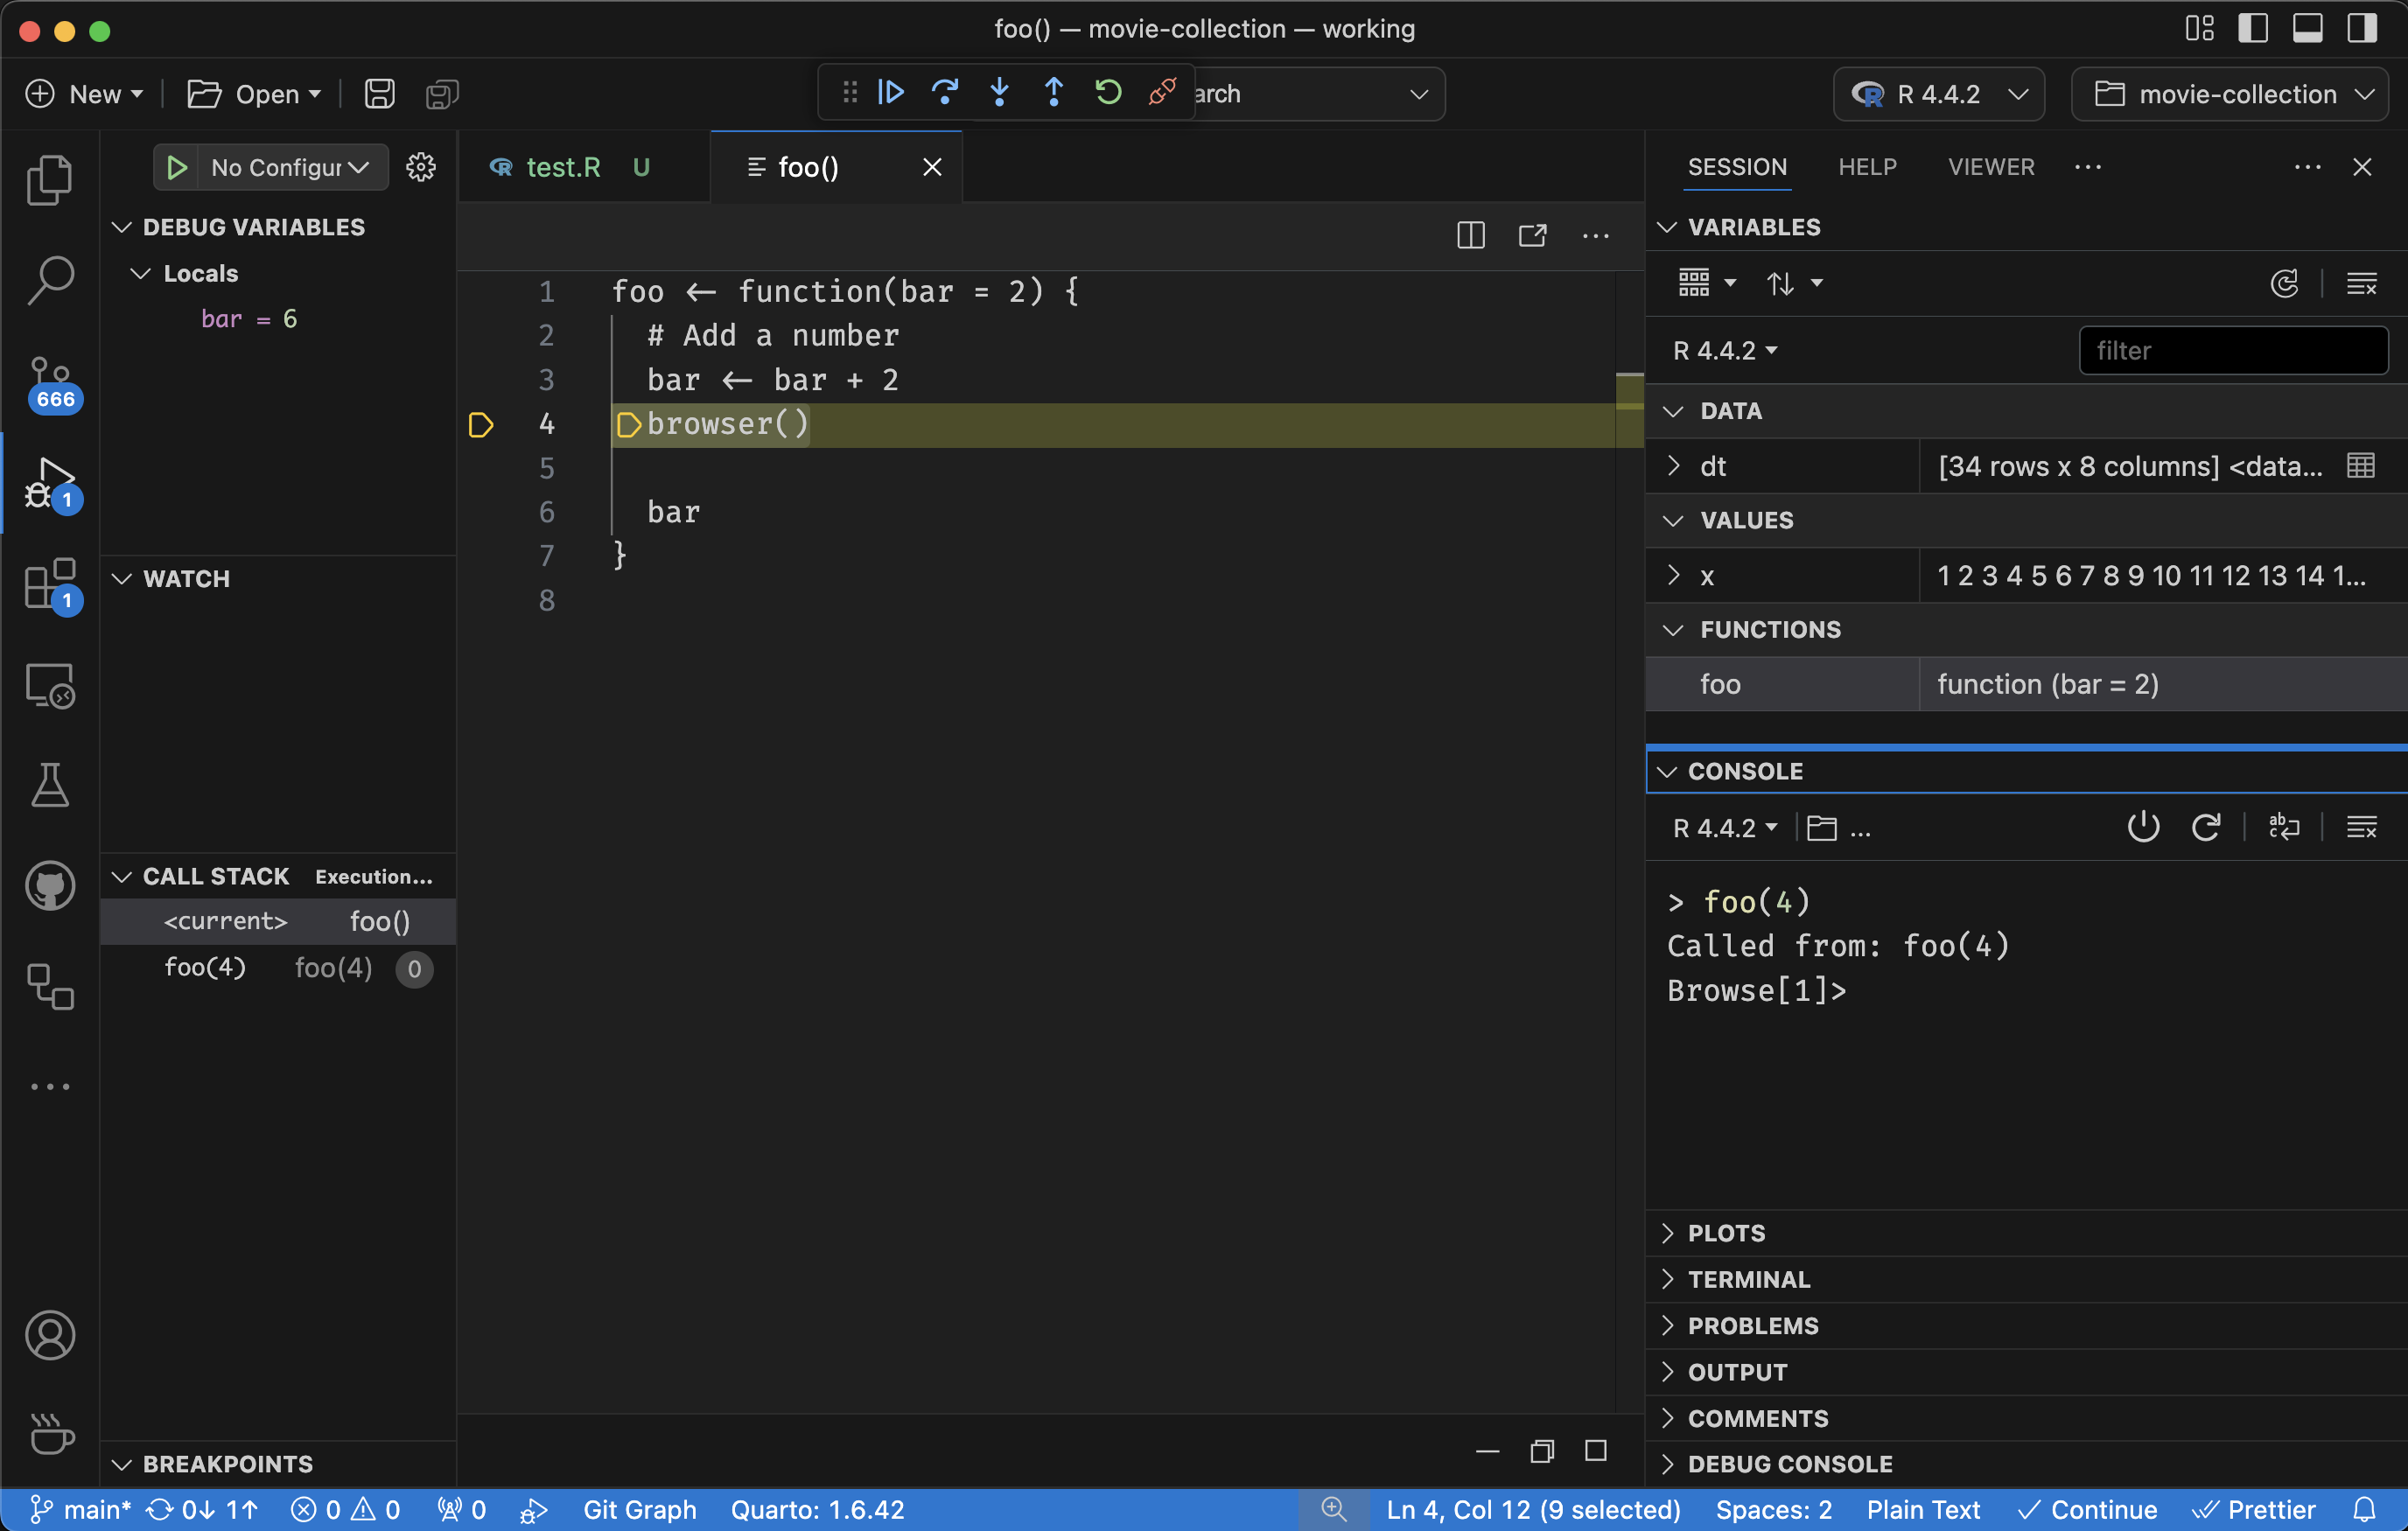 foo() — movie-collection — working
New
Open
arch
R 4.4.2
movie-collection
No Configur
test.R U
foo()
SESSION HELP VIEWER
DEBUG VARIABLES
Locals
bar = 6
WATCH
CALL STACK Execution...
<current> foo()
foo(4) foo(4) 0
BREAKPOINTS
666
1
1
1 foo <- function(bar = 2) {
2 # Add a number
3 bar <- bar + 2
4 browser()
5
6 bar
7 }
8
VARIABLES
R 4.4.2
filter
DATA
dt [34 rows x 8 columns] <data...
VALUES
x 1 2 3 4 5 6 7 8 9 10 11 12 13 14 1...
FUNCTIONS
foo function (bar = 2)
CONSOLE
R 4.4.2 ...
> foo(4)
Called from: foo(4)
Browse[1]>
PLOTS
TERMINAL
PROBLEMS
OUTPUT
COMMENTS
DEBUG CONSOLE
main* 0↓ 1↑ 0 0 0 Git Graph Quarto: 1.6.42 Ln 4, Col 12 (9 selected) Spaces: 2 Plain Text Continue Prettier